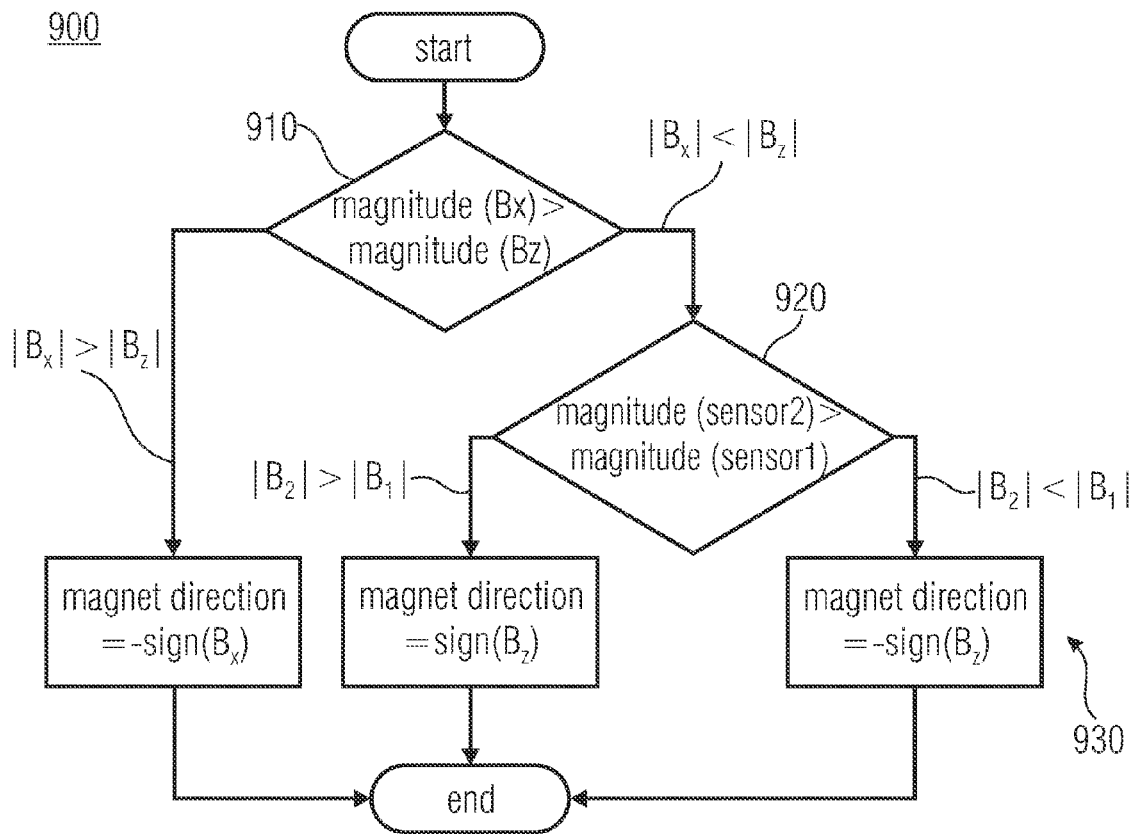 900
start
910
|Bx| < |Bz|
magnitude (Bx) >
magnitude (Bz)
920
|Bx| > |Bz|
magnitude (sensor2) >
magnitude (sensor1)
|B2| > |B1|
|B2| < |B1|
magnet direction
=-sign(Bx)
magnet direction
=sign(Bz)
magnet direction
=-sign(Bz)
930
end